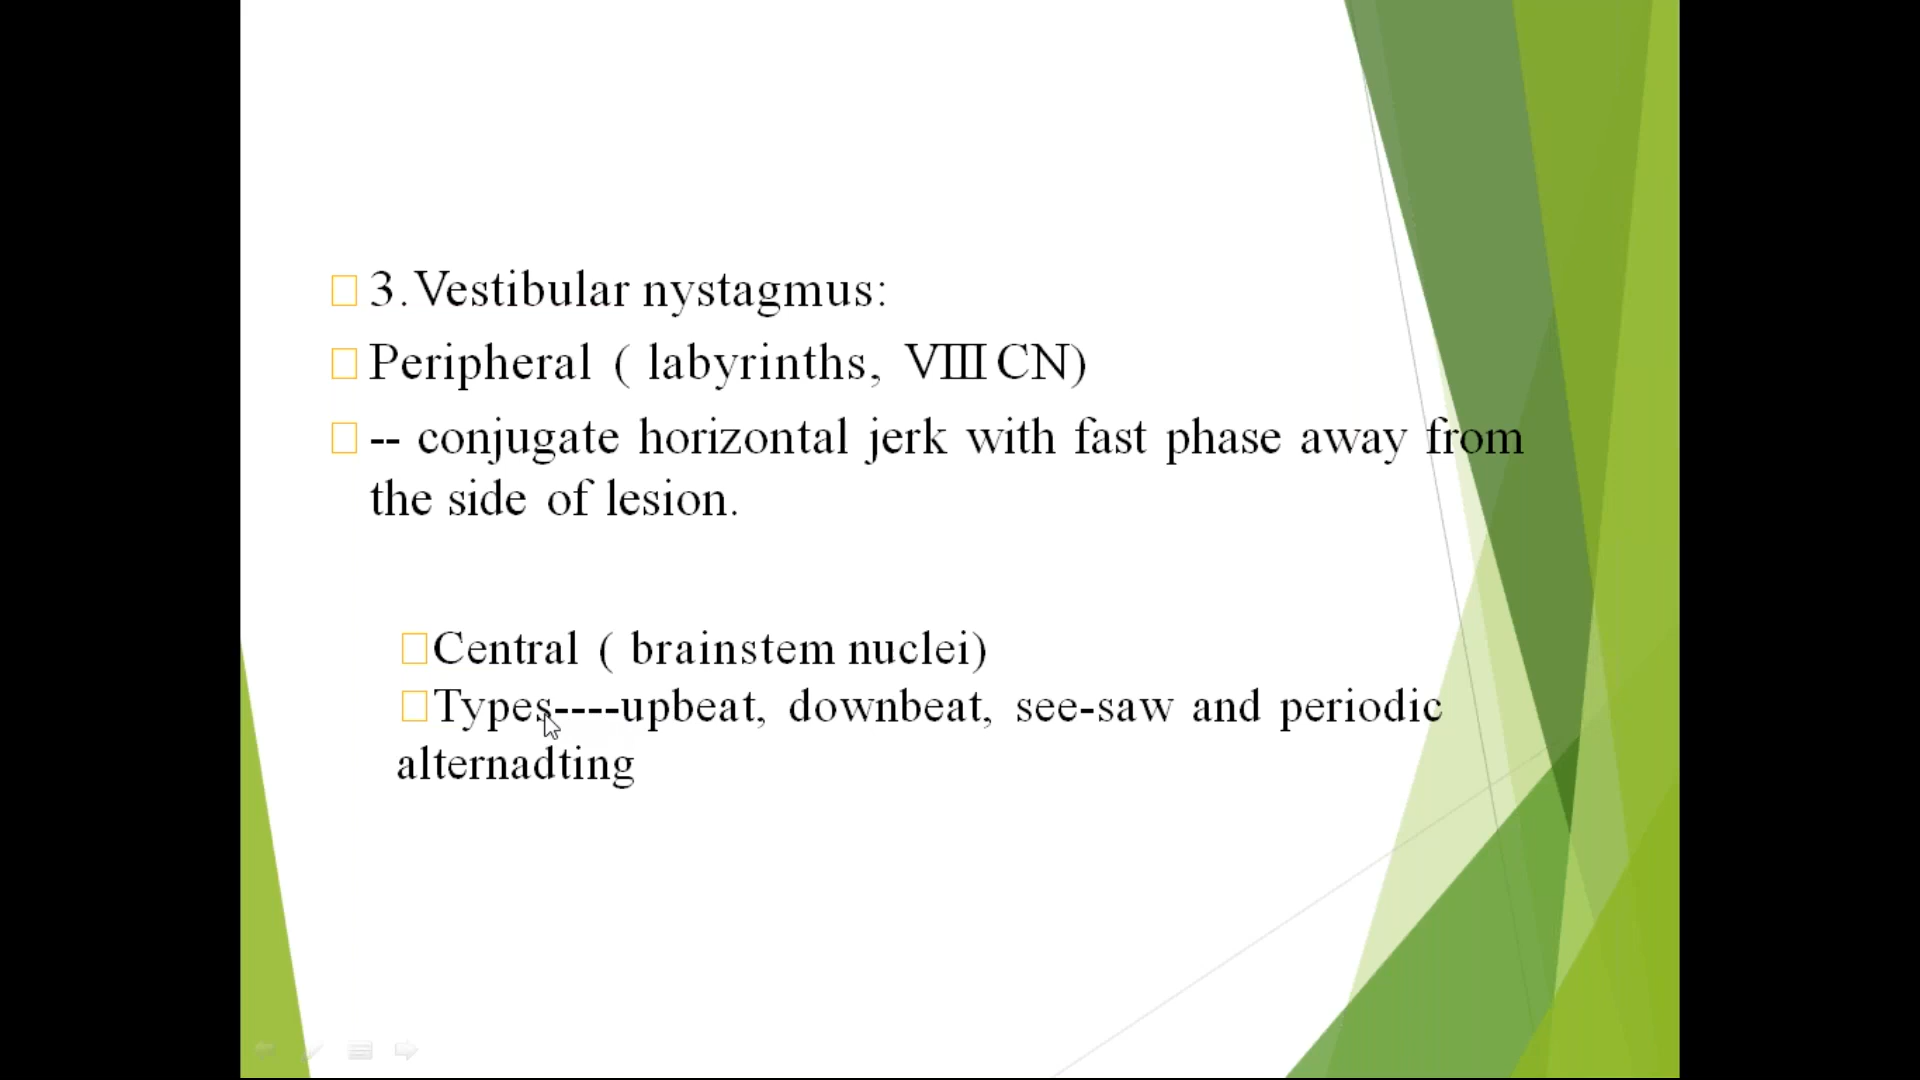 3. Vestibular nystagmus:
Peripheral ( labyrinths, VIII CN)
-- conjugate horizontal jerk with fast phase away from
the side of lesion.
Central ( brainstem nuclei)
Types----upbeat, downbeat, see-saw and periodic
alternadting